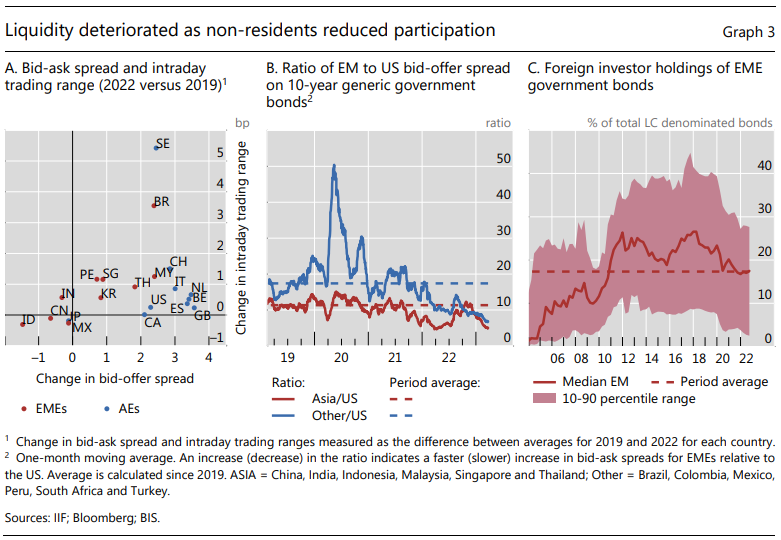 Liquidity deteriorated as non-residents reduced participation
Graph 3
A. Bid-ask spread and intraday
trading range (2022 versus 2019)1
B. Ratio of EM to US bid-offer spread
on 10-year generic government
bonds2
C. Foreign investor holdings of EME
government bonds
bp
ratio
% of total LC denominated bonds
SE
BR
CH
PE SG
MY
TH
IT
IN
KR
NL
US
BE
ES
ID
CN
JP
MX
CA
GB
5
4
3
2
1
0
−1
−1 0 1 2 3 4
Change in intraday trading range
Change in bid-offer spread
EMEs
AEs
50
40
30
20
10
0
19 20 21 22
Ratio:
Period average:
Asia/US
Other/US
40
30
20
10
0
06 08 10 12 14 16 18 20 22
Median EM
Period average
10-90 percentile range
1 Change in bid-ask spread and intraday trading ranges measured as the difference between averages for 2019 and 2022 for each country.
2 One-month moving average. An increase (decrease) in the ratio indicates a faster (slower) increase in bid-ask spreads for EMEs relative to
the US. Average is calculated since 2019. ASIA = China, India, Indonesia, Malaysia, Singapore and Thailand; Other = Brazil, Colombia, Mexico,
Peru, South Africa and Turkey.
Sources: IIF; Bloomberg; BIS.